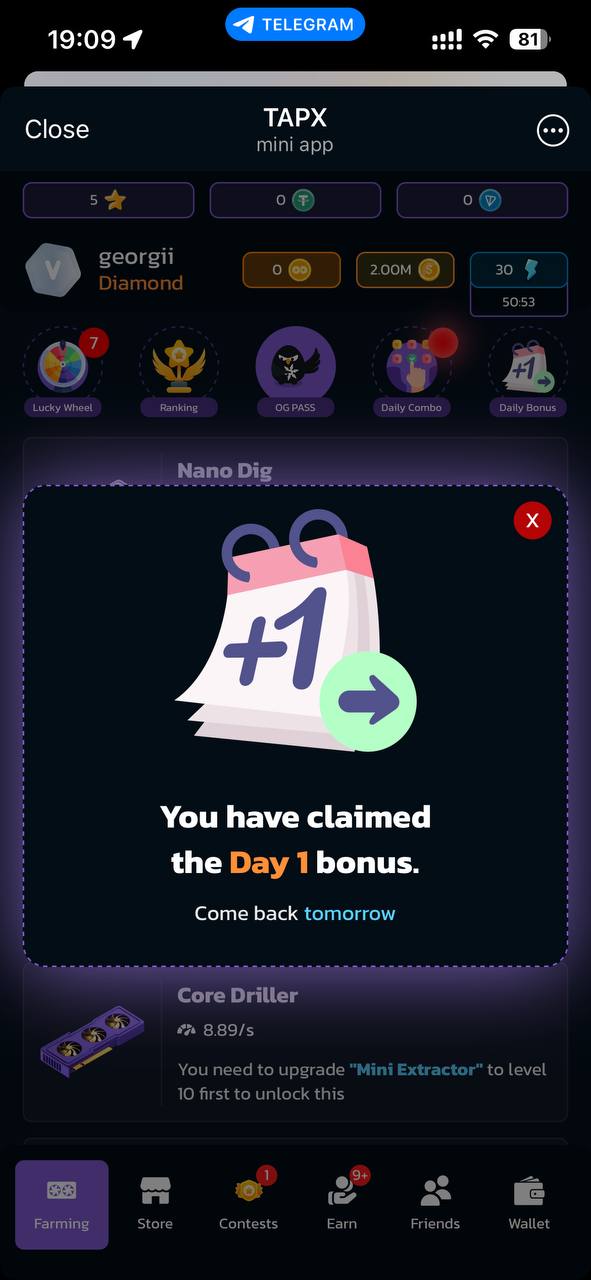 19:09
TELEGRAM
81
Close
TAPX
mini app
5
0
0
V
georgii
Diamond
0
2.00M
30
50:53
7
Lucky Wheel
Ranking
OG PASS
Daily Combo
+1
Daily Bonus
Nano Dig
X
+1
You have claimed
the Day 1 bonus.
Come back tomorrow
Core Driller
8.89/s
You need to upgrade "Mini Extractor" to level
10 first to unlock this
1
9+
Farming
Store
Contests
Earn
Friends
Wallet